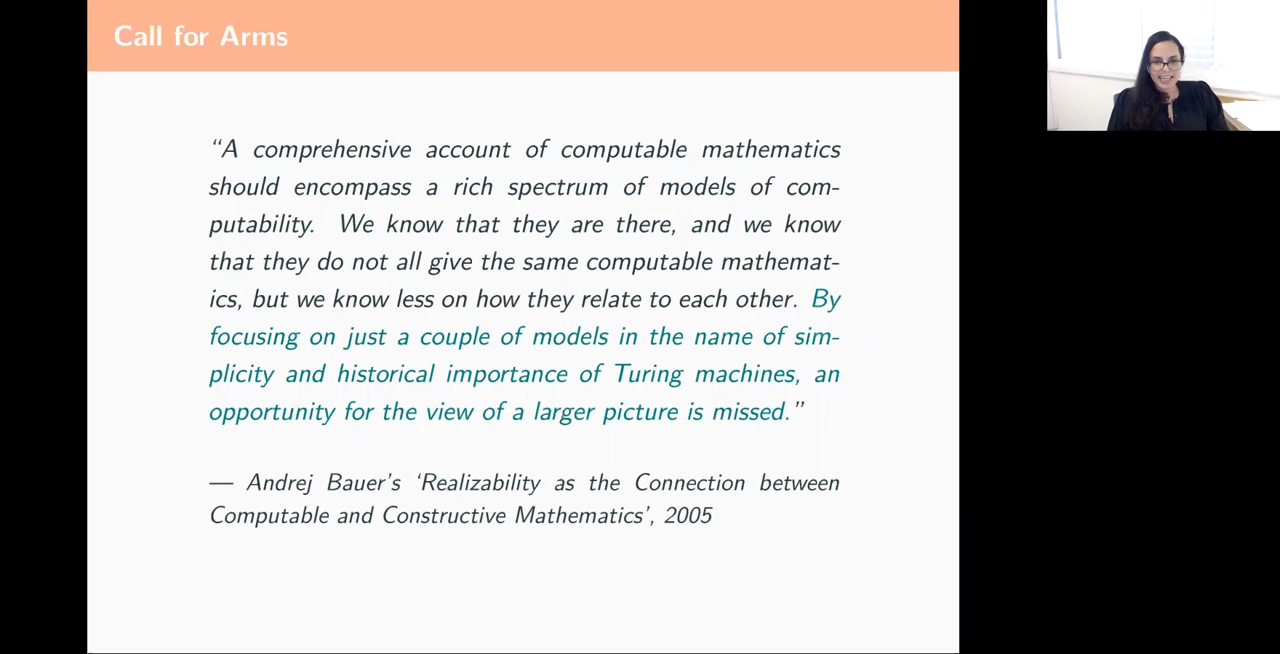 Call for Arms
“A comprehensive account of computable mathematics
should encompass a rich spectrum of models of com-
putability. We know that they are there, and we know
that they do not all give the same computable mathemat-
ics, but we know less on how they relate to each other. By
focusing on just a couple of models in the name of sim-
plicity and historical importance of Turing machines, an
opportunity for the view of a larger picture is missed.”
— Andrej Bauer's ‘Realizability as the Connection between
Computable and Constructive Mathematics’, 2005